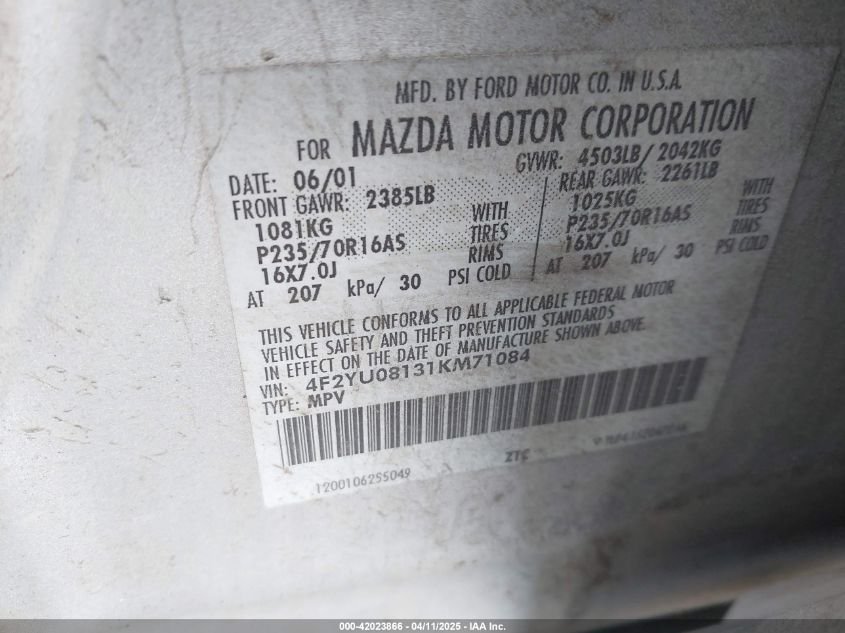 MFD. BY FORD MOTOR CO. IN U.S.A.
FOR MAZDA MOTOR CORPORATION
DATE: 06/01 GVWR: 4503LB/ 2042KG
FRONT GAWR: 2385LB REAR GAWR: 2261LB
1081KG WITH 1025KG WITH
P235/70R16AS TIRES P235/70R16AS TIRES
16X7.0J RIMS 16X7.0J RIMS
AT 207 kPa/ 30 PSI COLD AT 207 kPa/ 30 PSI COLD
THIS VEHICLE CONFORMS TO ALL APPLICABLE FEDERAL MOTOR
VEHICLE SAFETY AND THEFT PREVENTION STANDARDS
IN EFFECT ON THE DATE OF MANUFACTURE SHOWN ABOVE.
VIN: 4F2YU08131KM71084
TYPE: MPV
1200106255049 ZTC
000-42023866 - 04/11/2025 - IAA Inc.